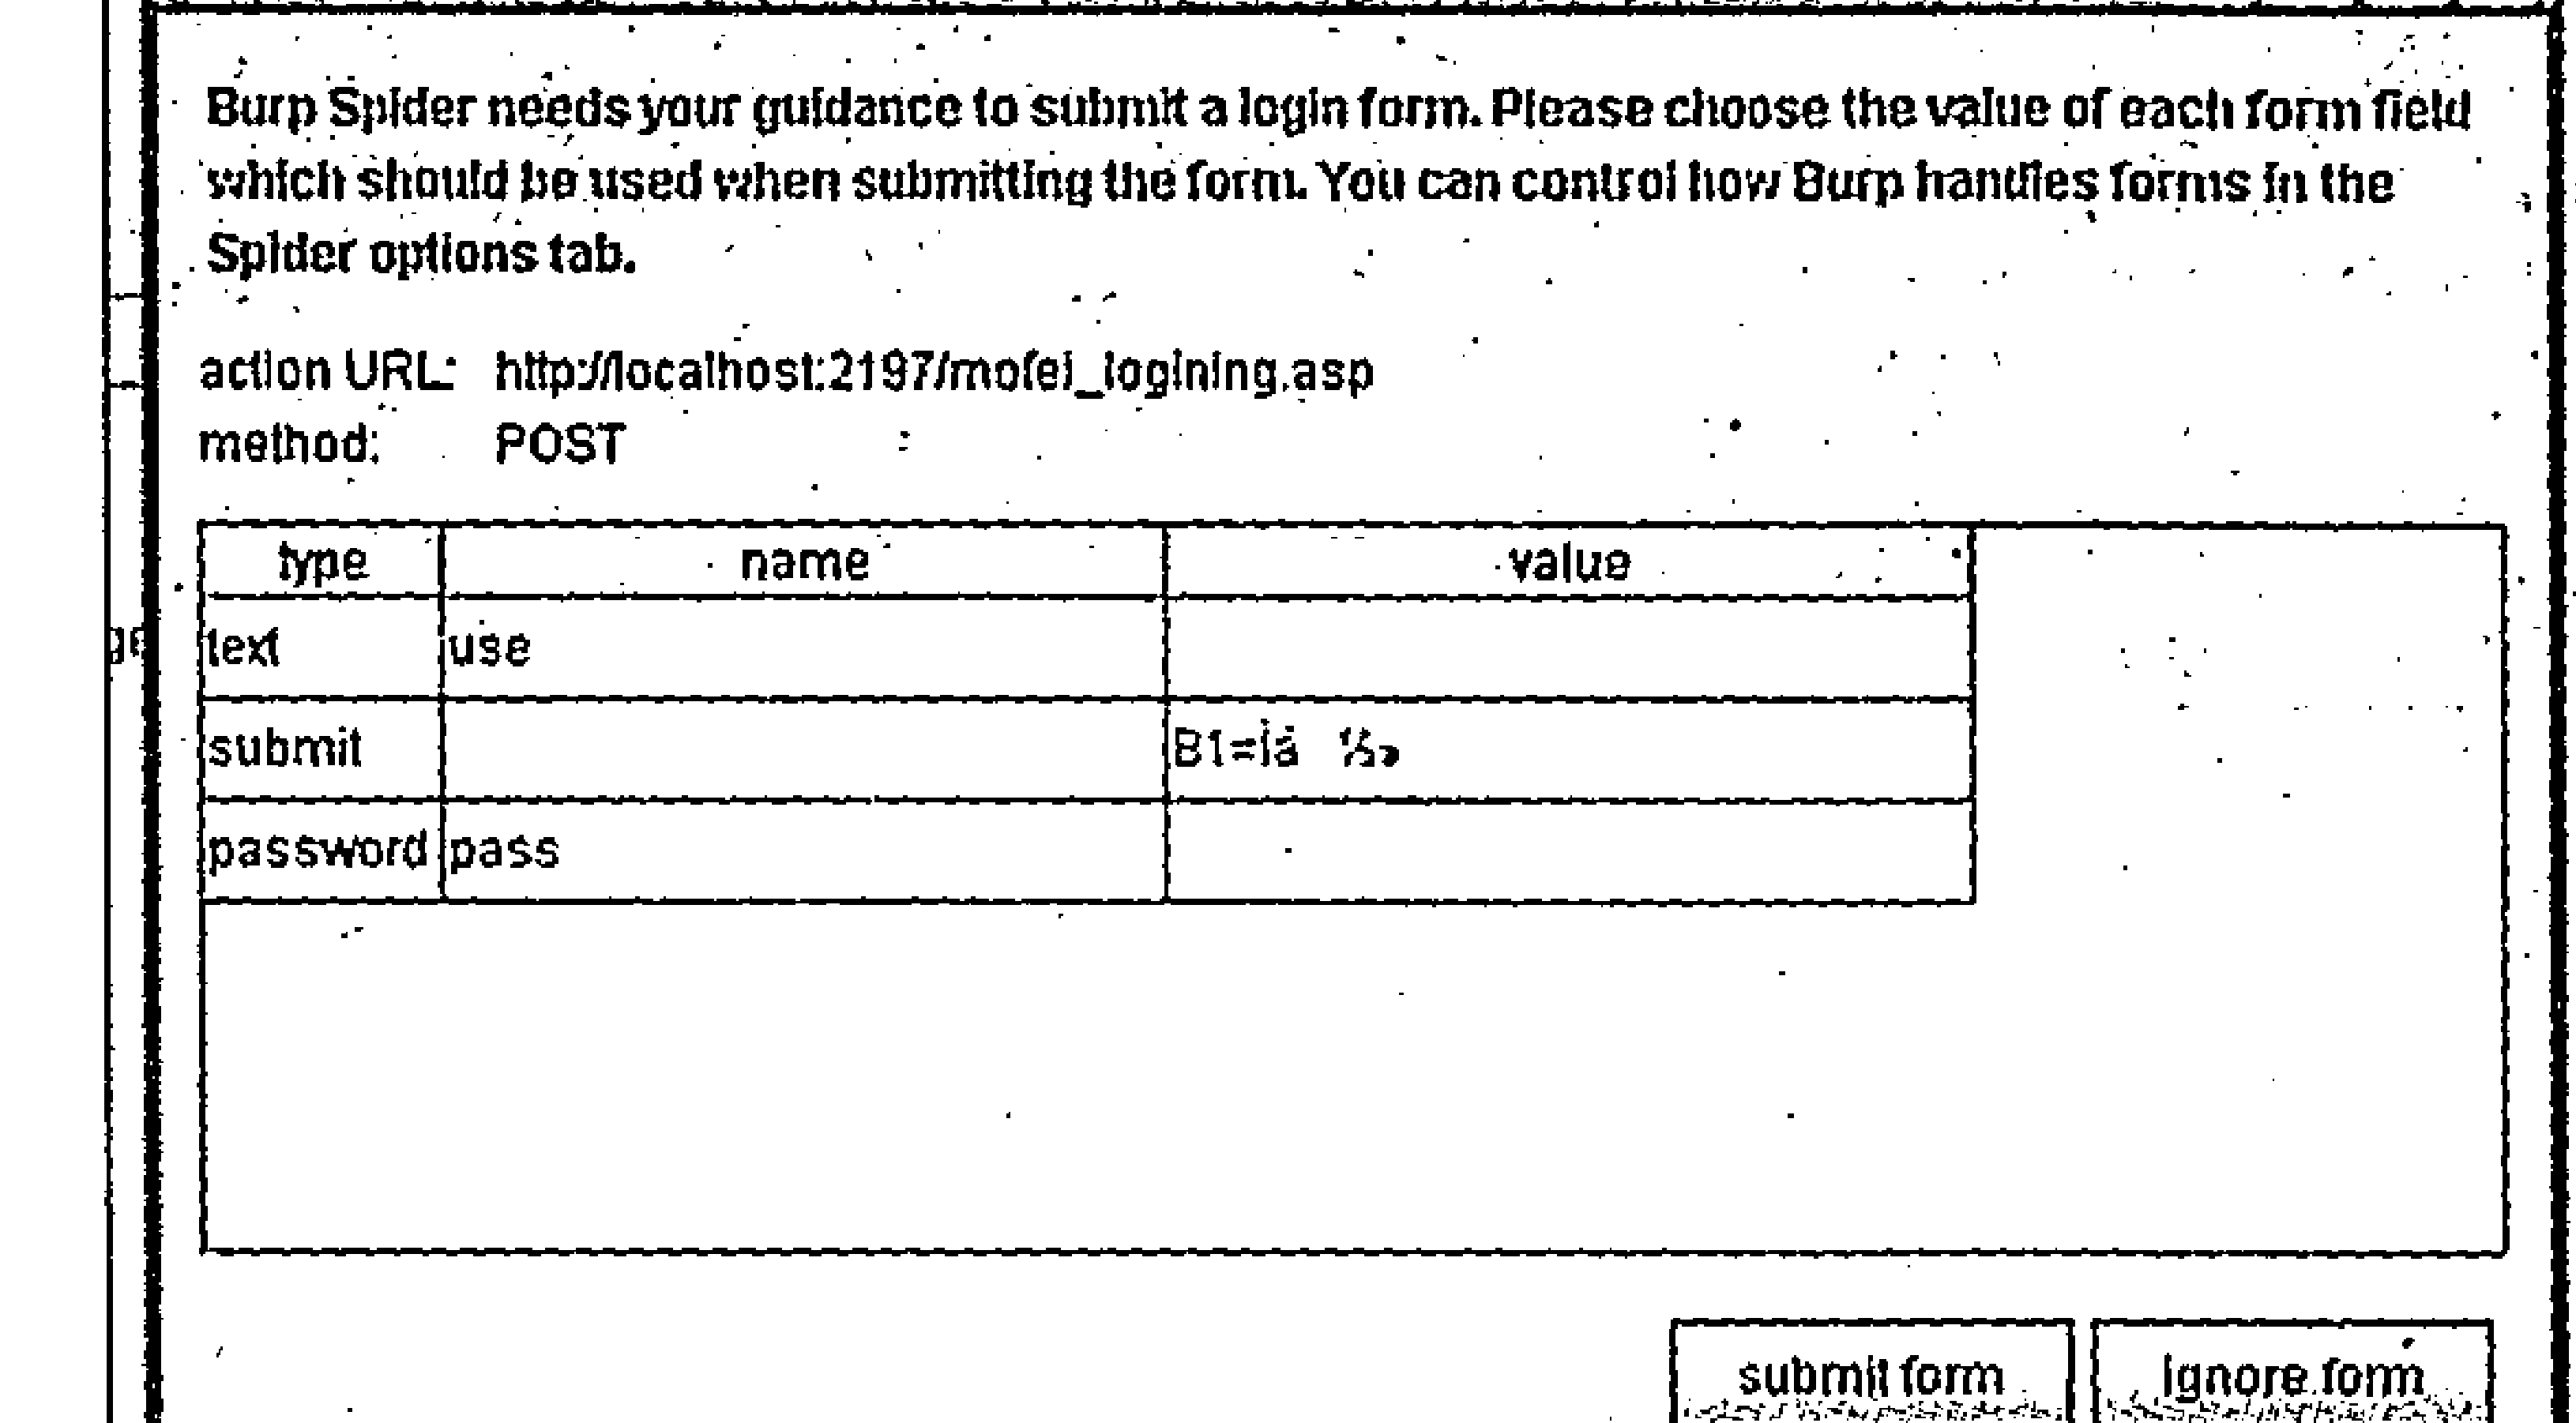 Burp Spider needs your guidance to submit a login form. Please choose the value of each form field
which should be used when submitting the form. You can control how Burp handles forms in the
Spider options tab.
action URL: http://localhost:2197/mofei_logining.asp
method: POST
type name value
text use
submit B1=Ìá
password pass
submit form ignore form